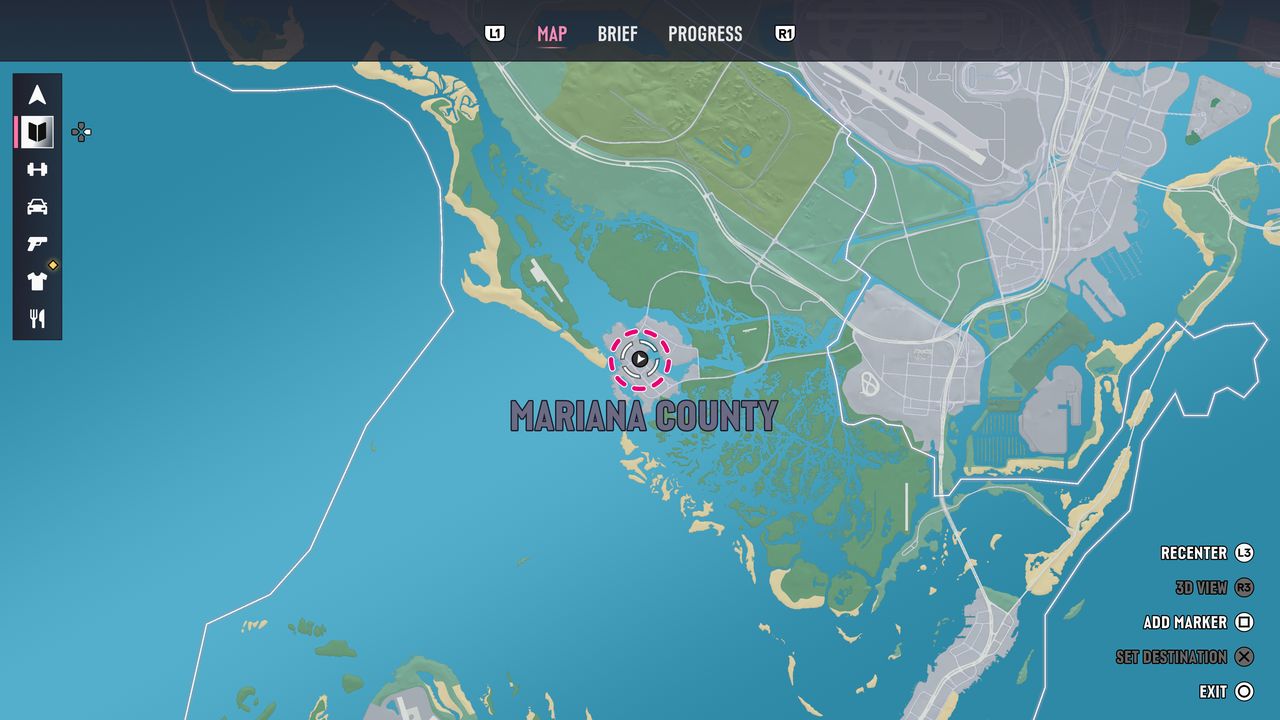 L1 MAP BRIEF PROGRESS R1
MARIANA COUNTY
RECENTER L3
3D VIEW R3
ADD MARKER
SET DESTINATION
EXIT